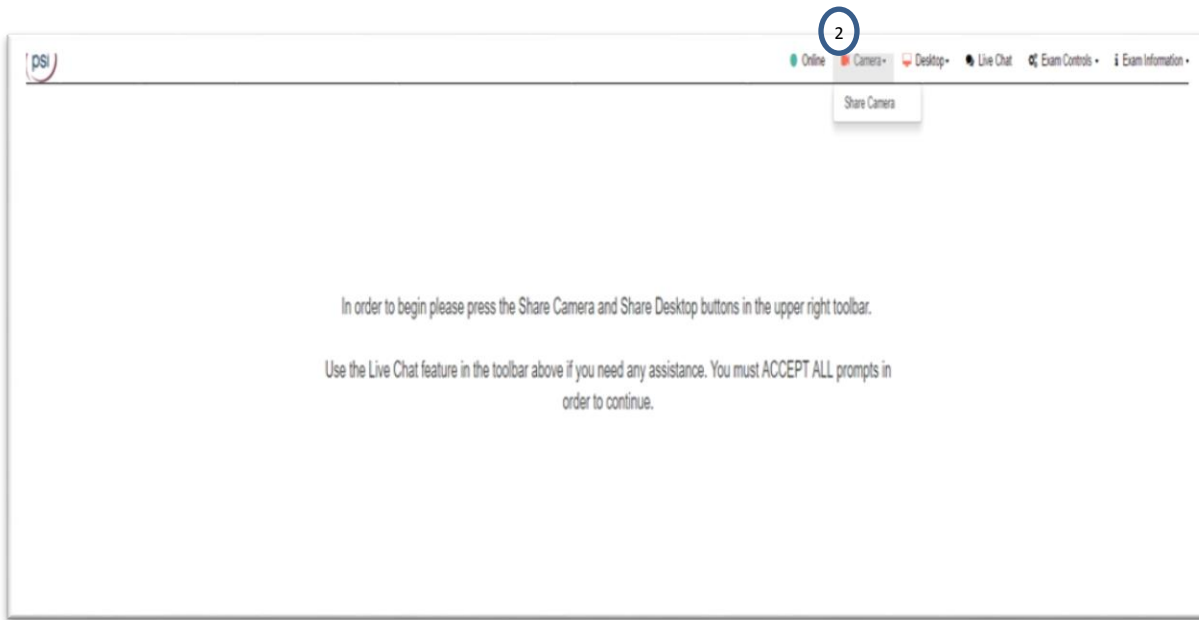 2
psi
Online Camera Desktop Live Chat Exam Controls i Exam Information
Share Camera
In order to begin please press the Share Camera and Share Desktop buttons in the upper right toolbar.
Use the Live Chat feature in the toolbar above if you need any assistance. You must ACCEPT ALL prompts in
order to continue.